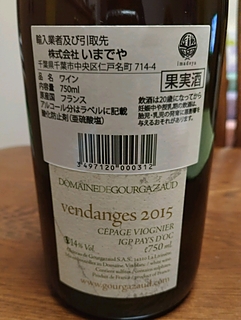 輸入業者及び引取先
株式会社 いまでや
千葉県千葉市中央区仁戸名町 714-4
imadeya
品名 ワイン
内容量 750ml
原産国 フランス
アルコール分はラベルに記載
酸化防止剤 (亜硫酸塩)
果実酒
飲酒は20歳になってから
3497120000312
DOMAINE DE GOURGAZAUD
vendanges 2015
CÉPAGE VIOGNIER
IGP PAYS D'OC
14% Vol.
750 ml
www.gourgazaud.com